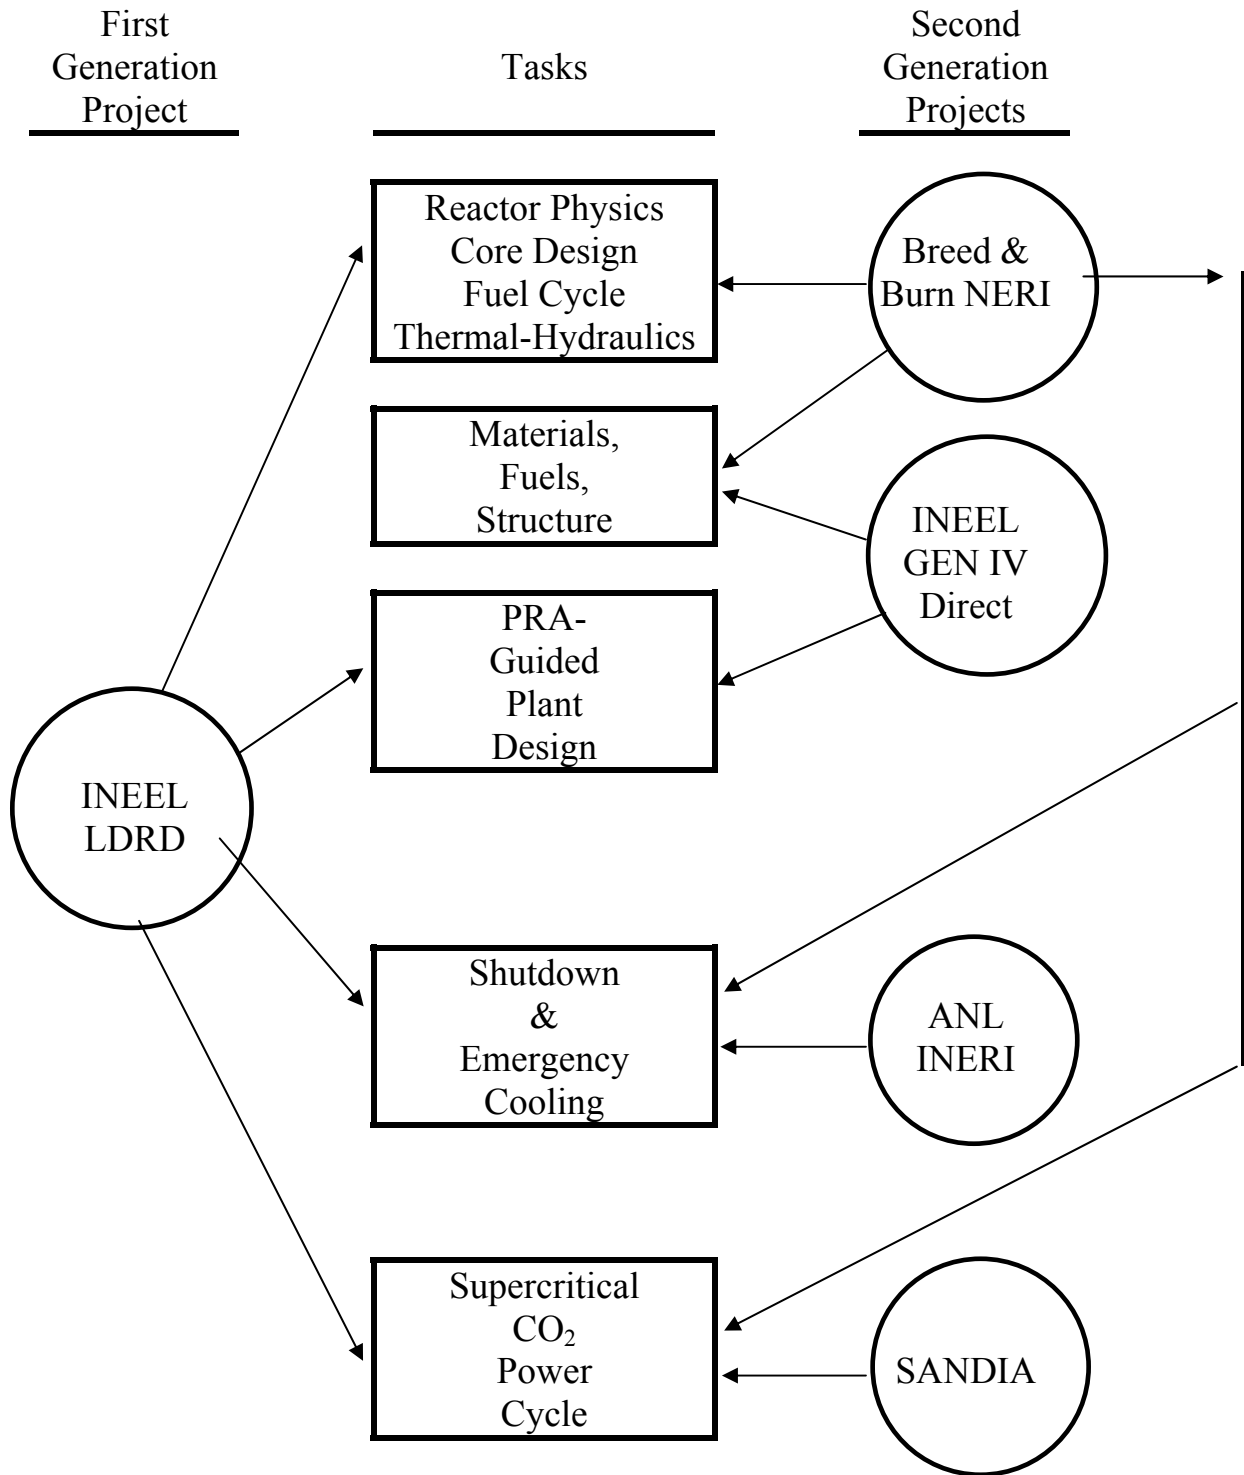 First
Generation
Project
Tasks
Second
Generation
Projects
Reactor Physics
Core Design
Fuel Cycle
Thermal-Hydraulics
Breed &
Burn NERI
Materials,
Fuels,
Structure
INEEL
GEN IV
Direct
PRA-
Guided
Plant
Design
INEEL
LDRD
Shutdown
&
Emergency
Cooling
ANL
INERI
Supercritical
CO₂
Power
Cycle
SANDIA